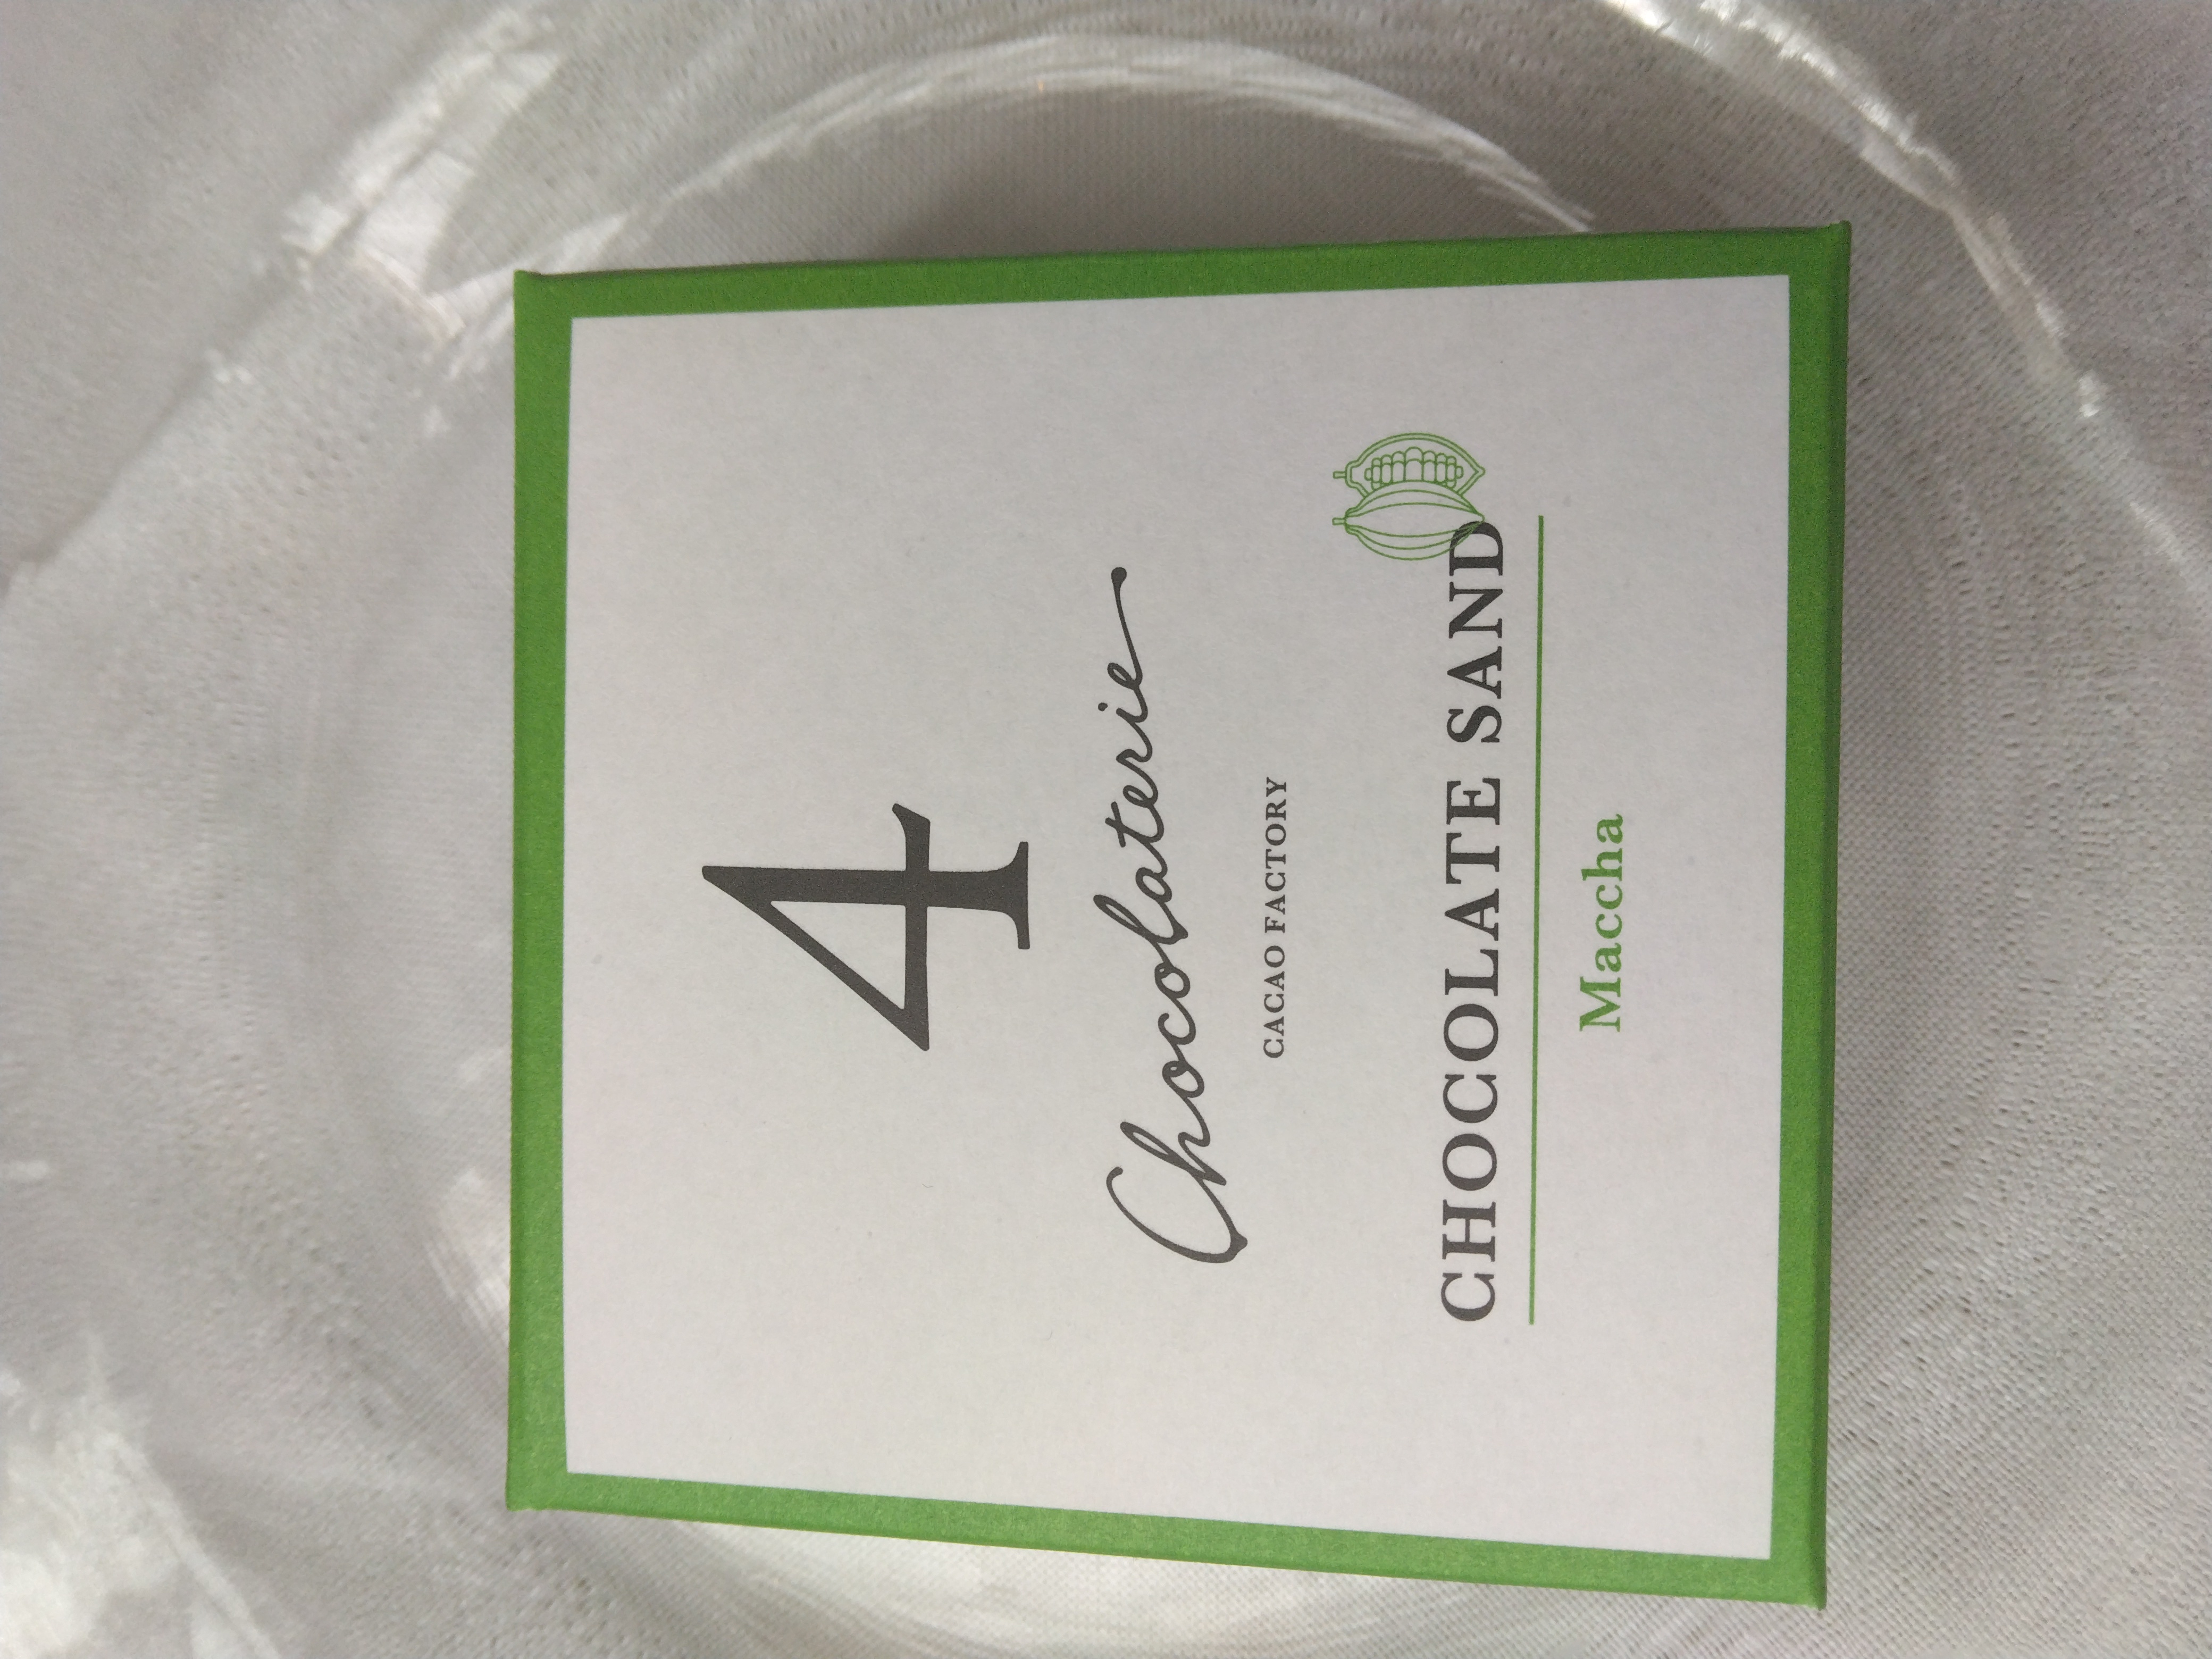 4
Chocolaterie
CACAO FACTORY
CHOCOLATE SAND
Maccha